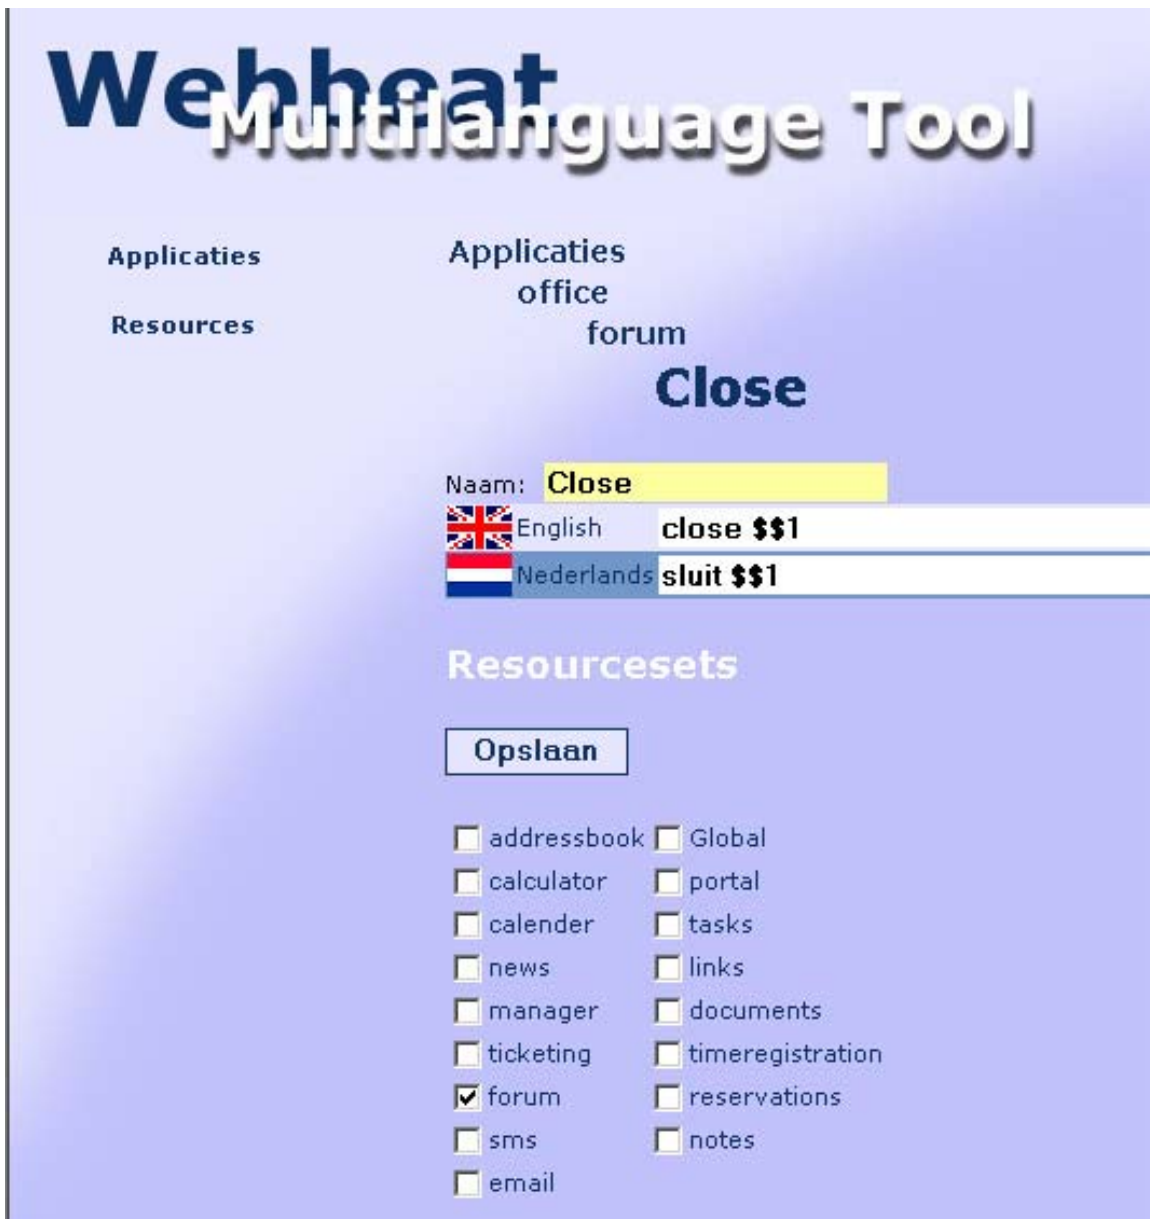 Webbeat
Multilanguage Tool
Applicaties
Resources
Applicaties
office
forum
Close
Naam: Close
English close $$1
Nederlands sluit $$1
Resourcesets
Opslaan
addressbook Global
calculator portal
calender tasks
news links
manager documents
ticketing timeregistration
forum reservations
sms notes
email